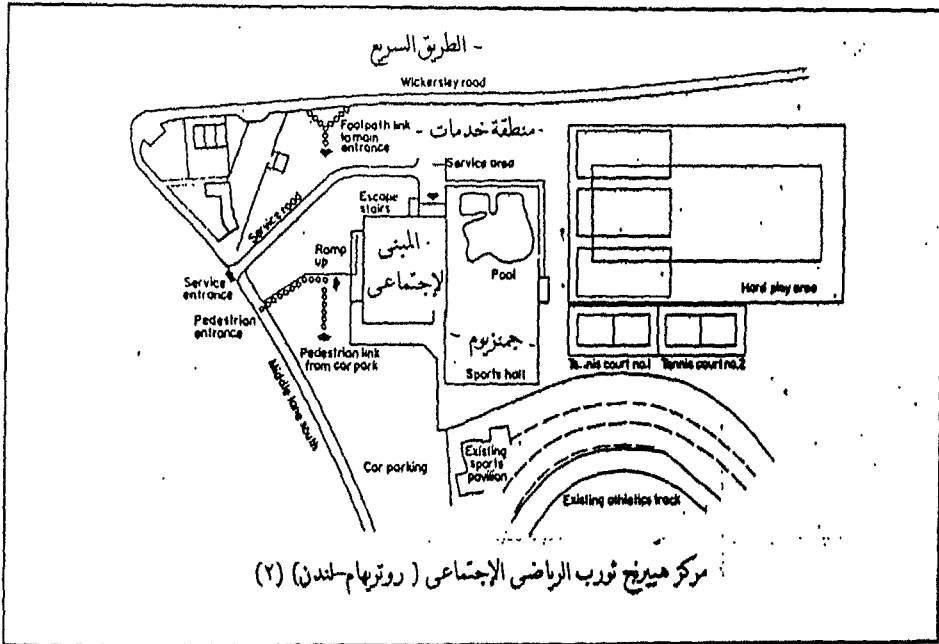 - الطريق السريع
Wickersley road
Footpath link
to main
entrance
- منطقة خدمات -
Service area
Escape
stairs
Service road
Ramp
up
- المبنى
الإجتماعى
Pool
Hard play area
Service
entrance
Pedestrian
entrance
- جمنزيوم -
Sports hall
Pedestrian link
from car park
Tennis court no.1
Tennis court no.2
Middle lane south
Car parking
Existing
sports
pavilion
Existing athletics track
مركز هيرنج ثورب الرياضى الإجتماعى ( روتريهام-لندن) (٢)